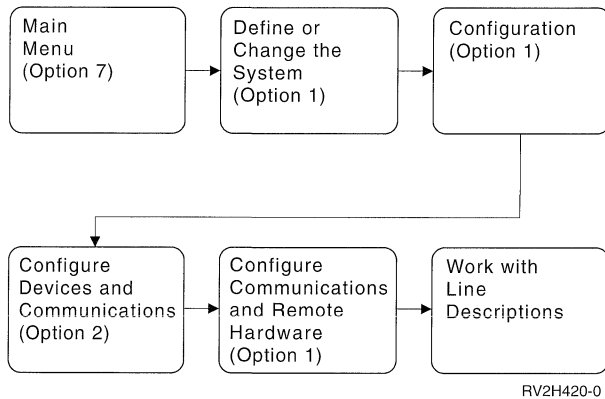 Main
Menu
(Option 7)
Define or
Change the
System
(Option 1)
Configuration
(Option 1)
Configure
Devices and
Communications
(Option 2)
Configure
Communications
and Remote
Hardware
(Option 1)
Work with
Line
Descriptions
RV2H420-0